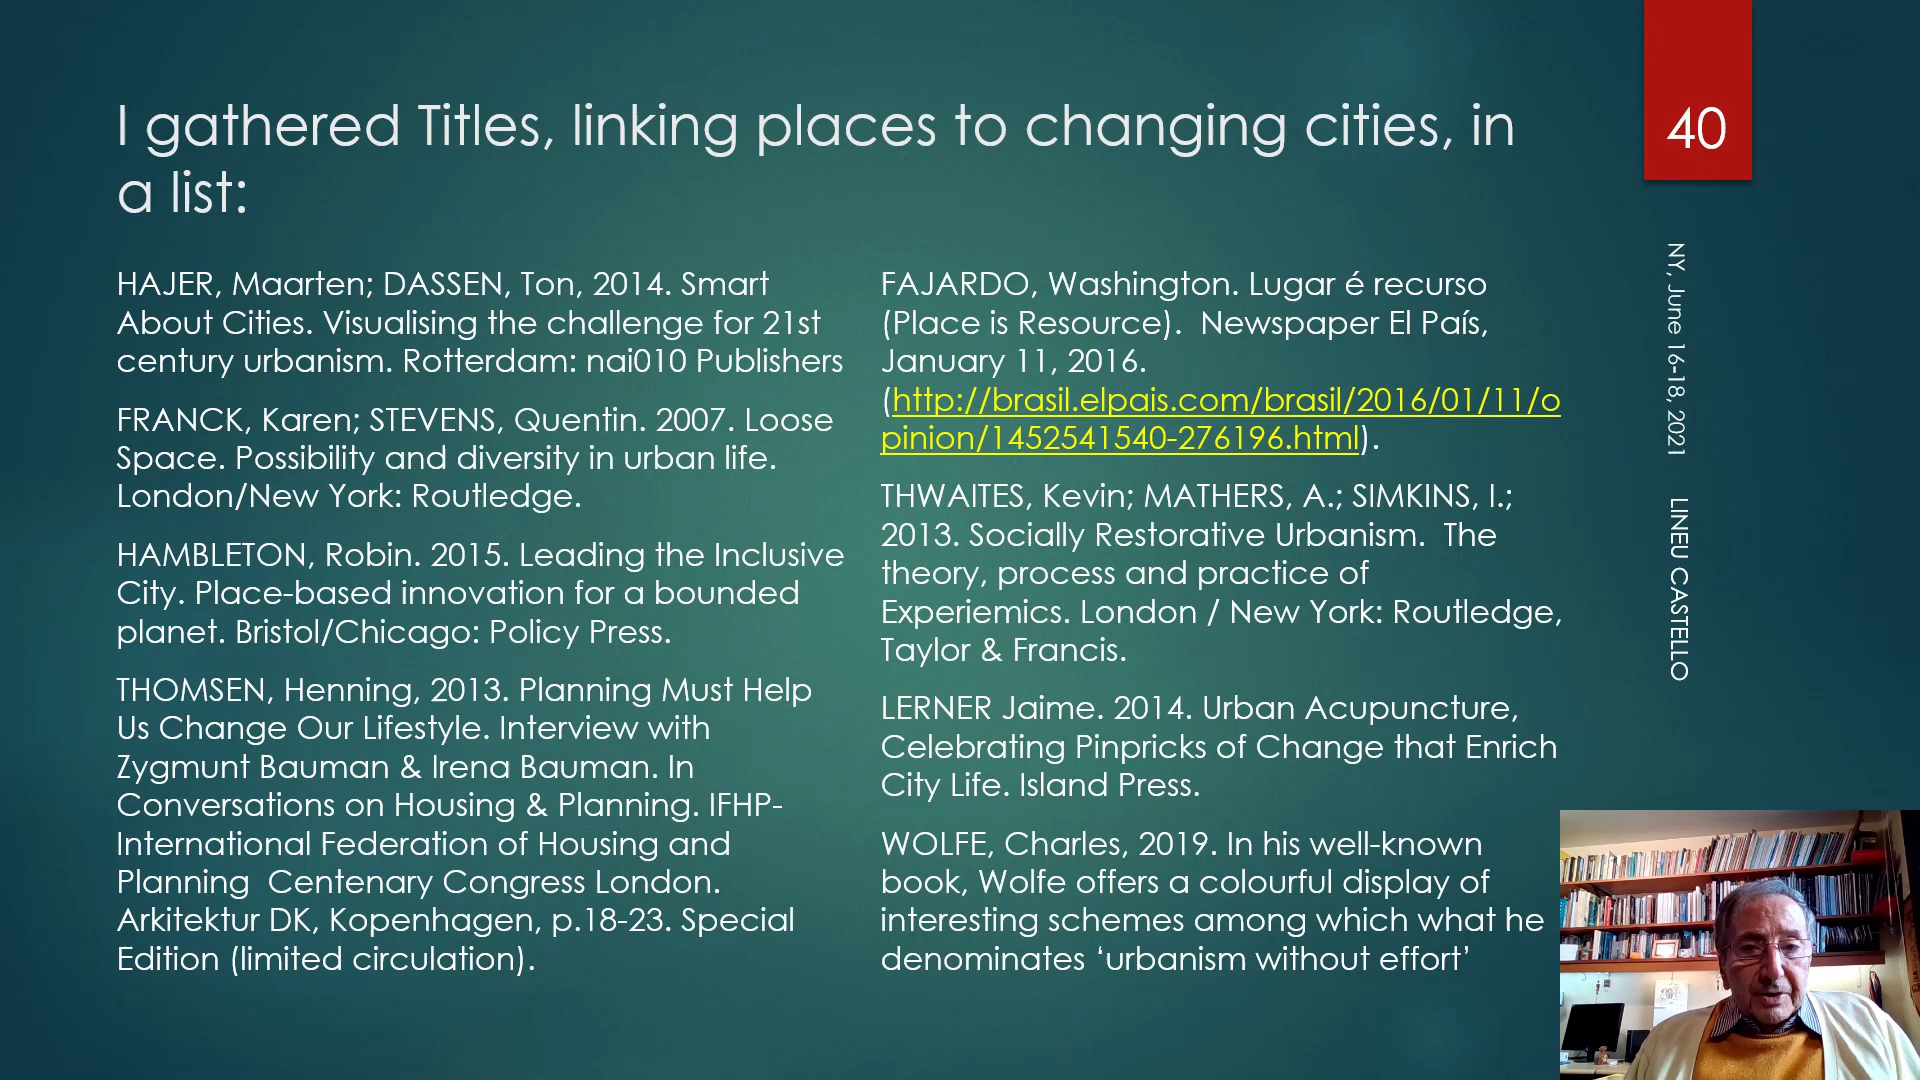 I gathered Titles, linking places to changing cities, in
a list:
40
HAJER, Maarten; DASSEN, Ton, 2014. Smart
About Cities. Visualising the challenge for 21st
century urbanism. Rotterdam: nai010 Publishers
FRANCK, Karen; STEVENS, Quentin. 2007. Loose
Space. Possibility and diversity in urban life.
London/New York: Routledge.
HAMBLETON, Robin. 2015. Leading the Inclusive
City. Place-based innovation for a bounded
planet. Bristol/Chicago: Policy Press.
THOMSEN, Henning, 2013. Planning Must Help
Us Change Our Lifestyle. Interview with
Zygmunt Bauman & Irena Bauman. In
Conversations on Housing & Planning. IFHP-
International Federation of Housing and
Planning  Centenary Congress London.
Arkitektur DK, Kopenhagen, p.18-23. Special
Edition (limited circulation).
FAJARDO, Washington. Lugar é recurso
(Place is Resource).  Newspaper El País,
January 11, 2016.
(http://brasil.elpais.com/brasil/2016/01/11/o
pinion/1452541540-276196.html).
THWAITES, Kevin; MATHERS, A.; SIMKINS, I.;
2013. Socially Restorative Urbanism.  The
theory, process and practice of
Experiemics. London / New York: Routledge,
Taylor & Francis.
LERNER Jaime. 2014. Urban Acupuncture,
Celebrating Pinpricks of Change that Enrich
City Life. Island Press.
WOLFE, Charles, 2019. In his well-known
book, Wolfe offers a colourful display of
interesting schemes among which what he
denominates ‘urbanism without effort’
NY, June 16-18, 2021 LINEU CASTELLO